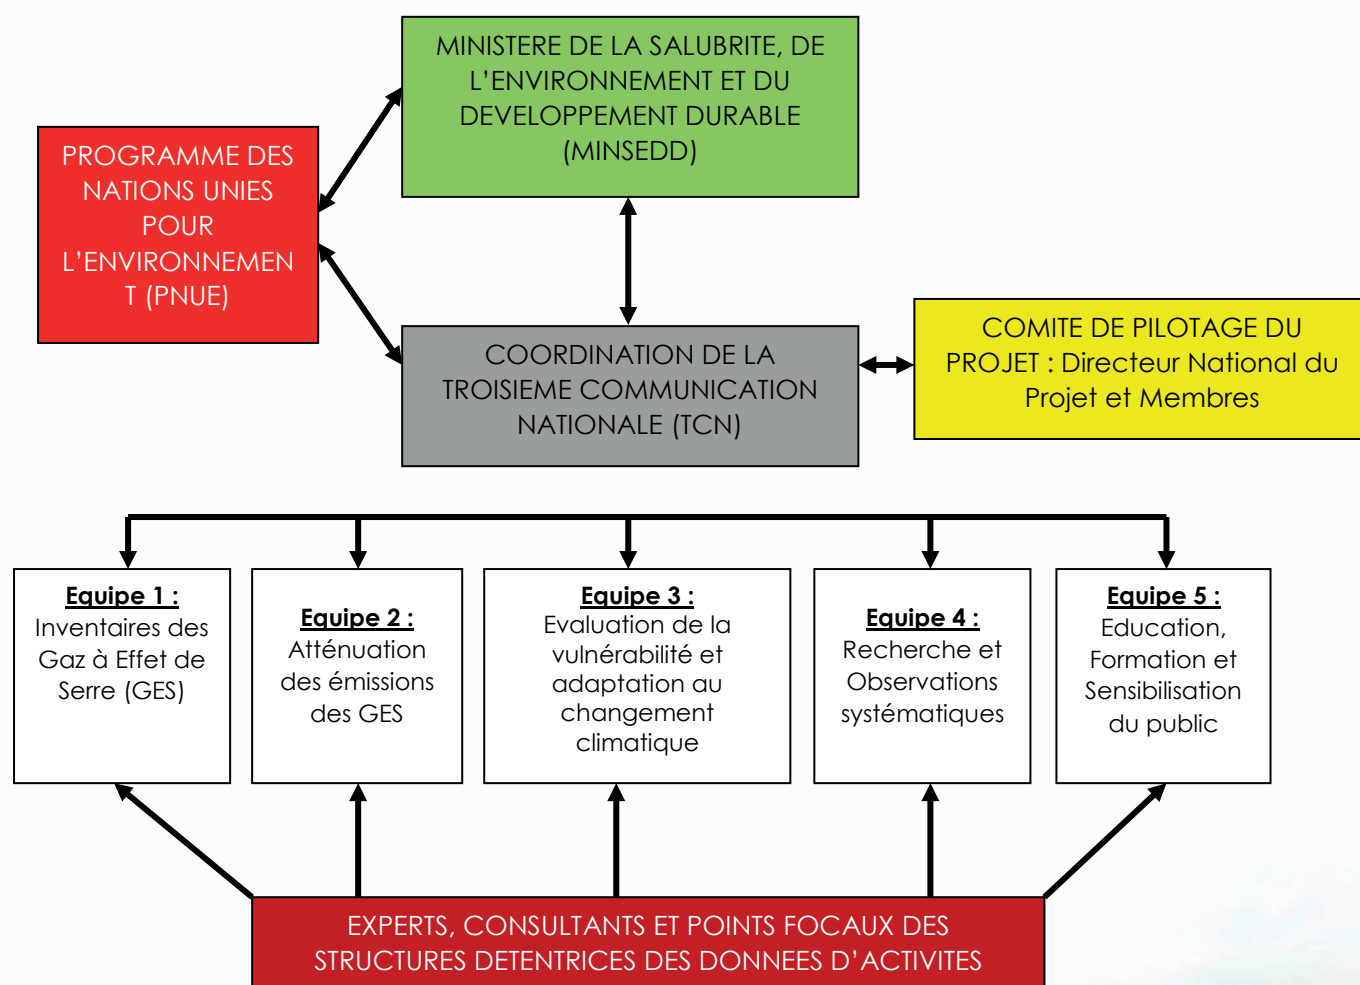 MINISTERE DE LA SALUBRITE, DE
L'ENVIRONNEMENT ET DU
DEVELOPPEMENT DURABLE
(MINSEDD)
PROGRAMME DES
NATIONS UNIES
POUR
L'ENVIRONNEMEN
T (PNUE)
COORDINATION DE LA
TROISIEME COMMUNICATION
NATIONALE (TCN)
COMITE DE PILOTAGE DU
PROJET : Directeur National du
Projet et Membres
Equipe 1 :
Inventaires des
Gaz à Effet de
Serre (GES)
Equipe 2 :
Atténuation
des émissions
des GES
Equipe 3 :
Evaluation de la
vulnérabilité et
adaptation au
changement
climatique
Equipe 4 :
Recherche et
Observations
systématiques
Equipe 5 :
Education,
Formation et
Sensibilisation
du public
EXPERTS, CONSULTANTS ET POINTS FOCAUX DES
STRUCTURES DETENTRICES DES DONNEES D'ACTIVITES